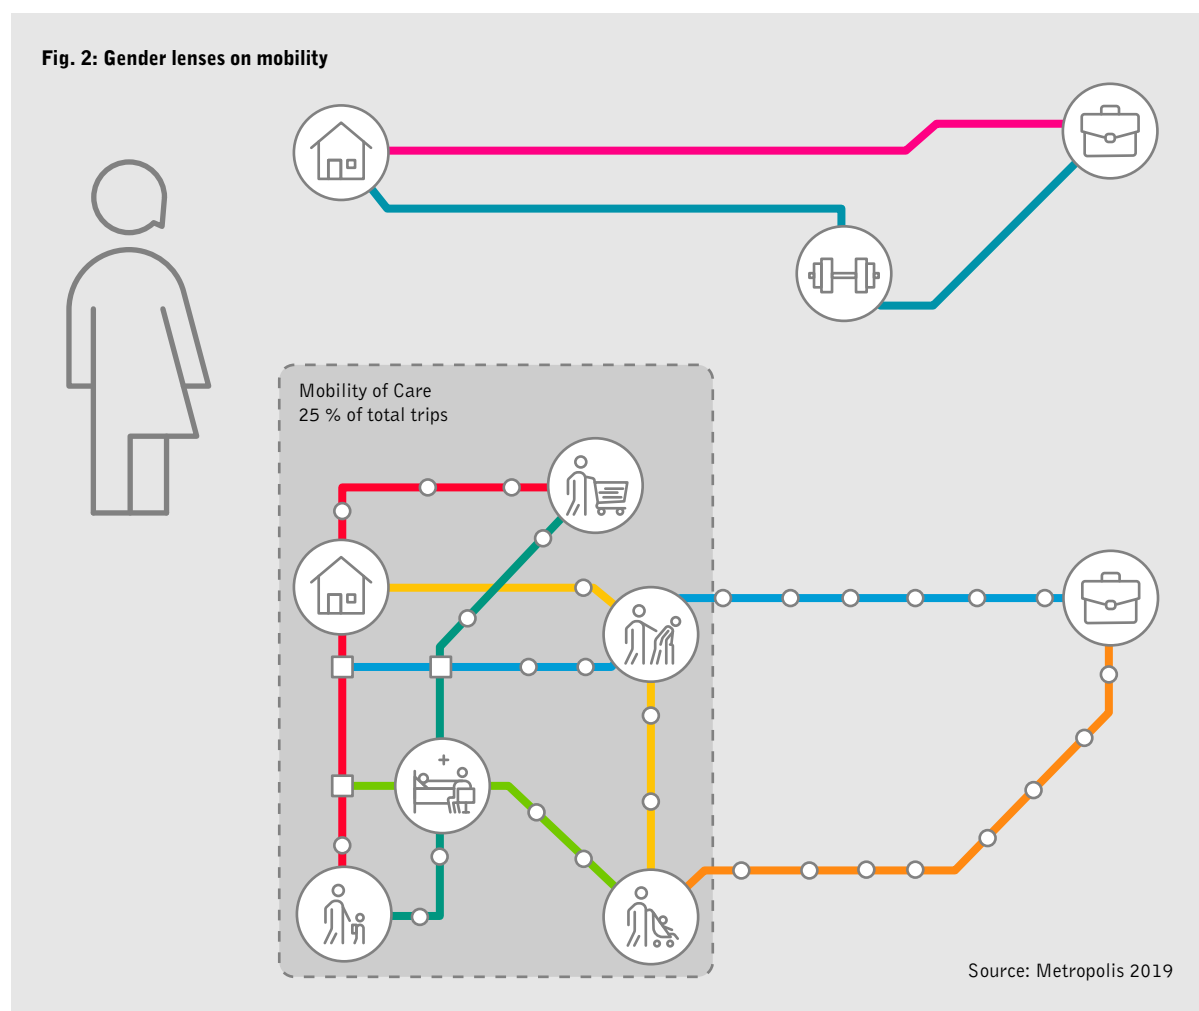 Fig. 2: Gender lenses on mobility
Mobility of Care
25 % of total trips
Source: Metropolis 2019